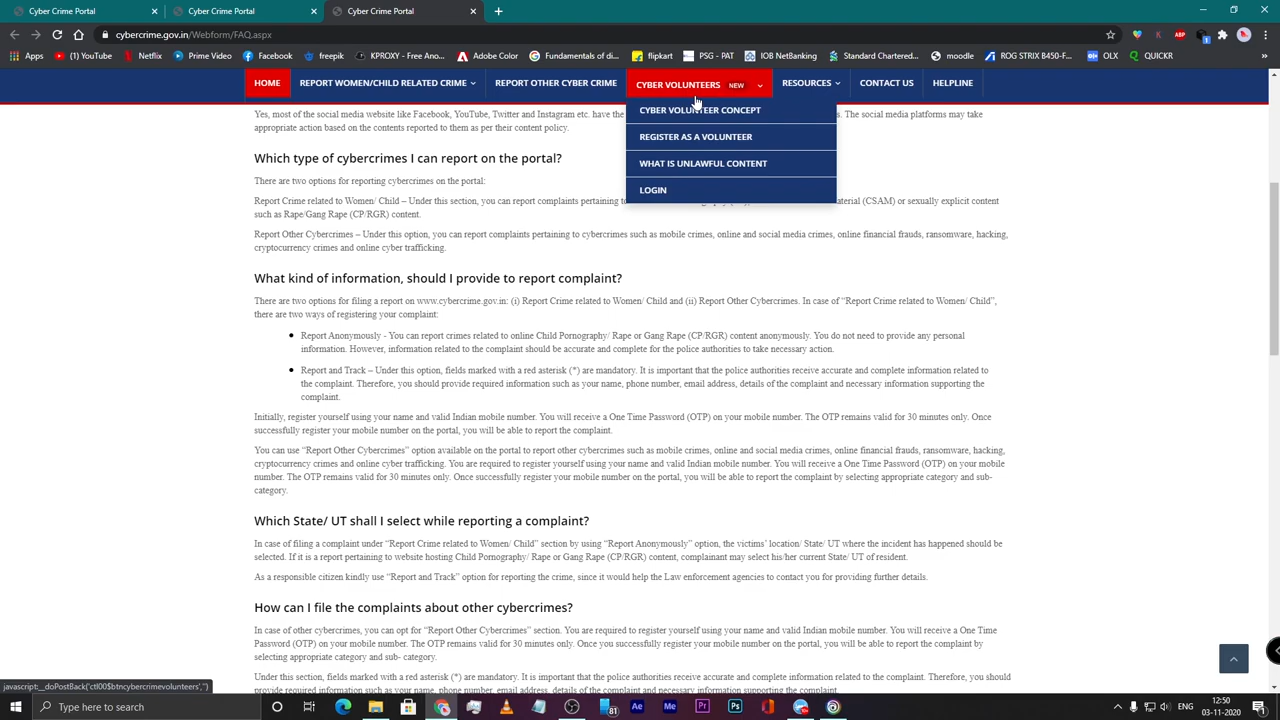 cybercrime.gov.in/Webform/FAQ.aspx
Apps YouTube Netflix Prime Video Facebook freepik KPROXY - Free Ano... Adobe Color Fundamentals of di... flipkart PSG - PAT IOB NetBanking Standard Chartered... moodle ROG STRIX B450-F... OLX QUICKR
HOME REPORT WOMEN/CHILD RELATED CRIME REPORT OTHER CYBER CRIME CYBER VOLUNTEERS NEW RESOURCES CONTACT US HELPLINE
CYBER VOLUNTEER CONCEPT
REGISTER AS A VOLUNTEER
WHAT IS UNLAWFUL CONTENT
LOGIN
Yes, most of the social media website like Facebook, YouTube, Twitter and Instagram etc. have the s. The social media platforms may take
appropriate action based on the contents reported to them as per their content policy.
Which type of cybercrimes I can report on the portal?
There are two options for reporting cybercrimes on the portal:
Report Crime related to Women/ Child – Under this section, you can report complaints pertaining to aterial (CSAM) or sexually explicit content
such as Rape/Gang Rape (CP/RGR) content.
Report Other Cybercrimes – Under this option, you can report complaints pertaining to cybercrimes such as mobile crimes, online and social media crimes, online financial frauds, ransomware, hacking,
cryptocurrency crimes and online cyber trafficking.
What kind of information, should I provide to report complaint?
There are two options for filing a report on www.cybercrime.gov.in: (i) Report Crime related to Women/ Child and (ii) Report Other Cybercrimes. In case of “Report Crime related to Women/ Child”,
there are two ways of registering your complaint:
Report Anonymously - You can report crimes related to online Child Pornography/ Rape or Gang Rape (CP/RGR) content anonymously. You do not need to provide any personal
information. However, information related to the complaint should be accurate and complete for the police authorities to take necessary action.
Report and Track – Under this option, fields marked with a red asterisk (*) are mandatory. It is important that the police authorities receive accurate and complete information related to
the complaint. Therefore, you should provide required information such as your name, phone number, email address, details of the complaint and necessary information supporting the
complaint.
Initially, register yourself using your name and valid Indian mobile number. You will receive a One Time Password (OTP) on your mobile number. The OTP remains valid for 30 minutes only. Once
successfully register your mobile number on the portal, you will be able to report the complaint.
You can use “Report Other Cybercrimes” option available on the portal to report other cybercrimes such as mobile crimes, online and social media crimes, online financial frauds, ransomware, hacking,
cryptocurrency crimes and online cyber trafficking. You are required to register yourself using your name and valid Indian mobile number. You will receive a One Time Password (OTP) on your mobile
number. The OTP remains valid for 30 minutes only. Once successfully register your mobile number on the portal, you will be able to report the complaint by selecting appropriate category and sub-
category.
Which State/ UT shall I select while reporting a complaint?
In case of filing a complaint under “Report Crime related to Women/ Child” section by using “Report Anonymously” option, the victims’ location/ State/ UT where the incident has happened should be
selected. If it is a report pertaining to website hosting Child Pornography/ Rape or Gang Rape (CP/RGR) content, complainant may select his/her current State/ UT of resident.
As a responsible citizen kindly use “Report and Track” option for reporting the crime, since it would help the Law enforcement agencies to contact you for providing further details.
How can I file the complaints about other cybercrimes?
In case of other cybercrimes, you can opt for “Report Other Cybercrimes” section. You are required to register yourself using your name and valid Indian mobile number. You will receive a One Time
Password (OTP) on your mobile number. The OTP remains valid for 30 minutes only. Once you successfully register your mobile number on the portal, you will be able to report the complaint by
selecting appropriate category and sub- category.
Under this section, fields marked with a red asterisk (*) are mandatory. It is important that the police authorities receive accurate and complete information related to the complaint. Therefore, you should
provide required information such as your name, phone number, email address, details of the complaint and necessary information supporting the complaint.
javascript:__doPostBack('ctl00$btncybercrimevolunteers','')
Type here to search
81 Ae Me Pr Ps
ENG
12:50
03-11-2020